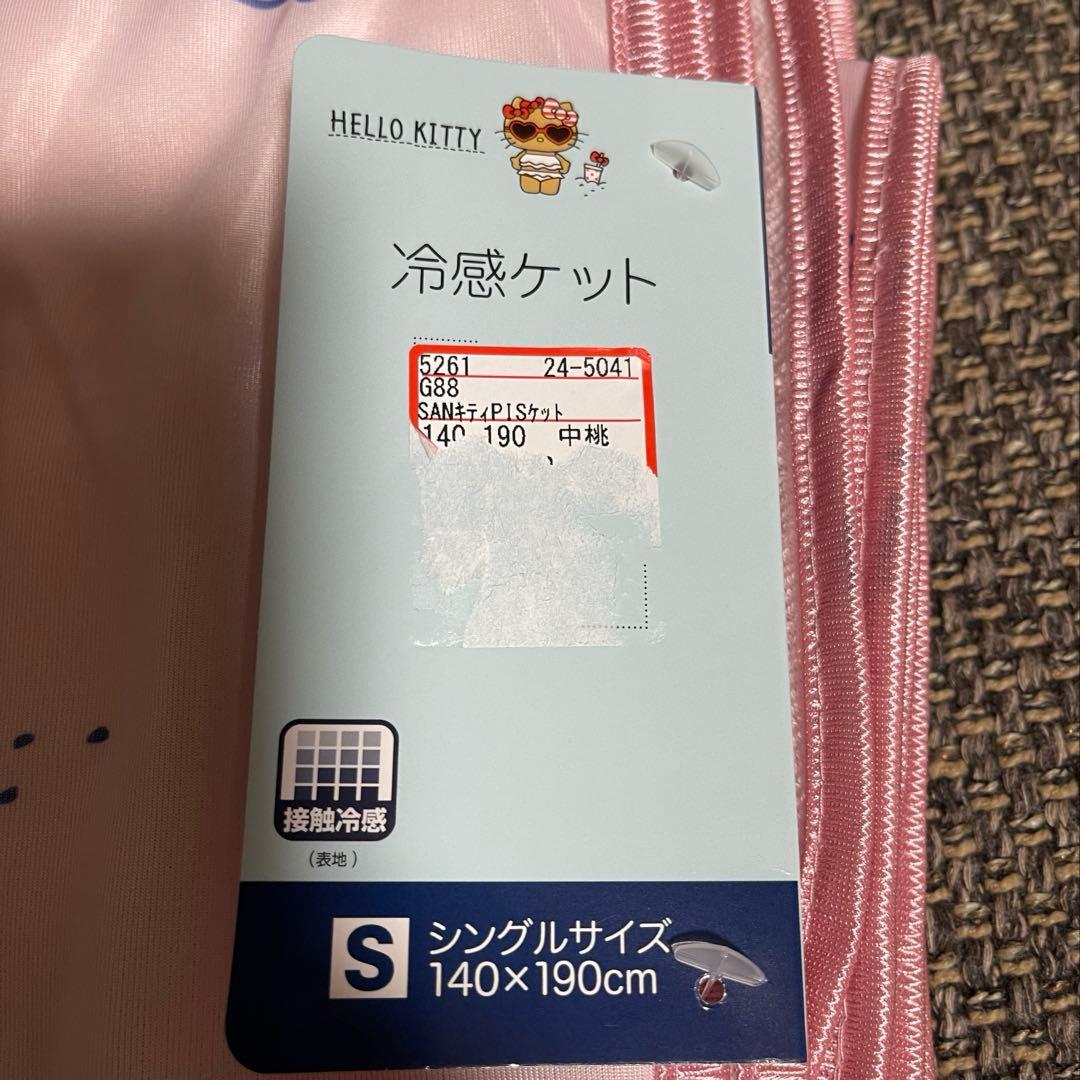 HELLO KITTY
冷感ケット
5261 24-5041
G88
SANキティPISケット
140 190 中桃
接触冷感
（表地）
S シングルサイズ
140×190cm